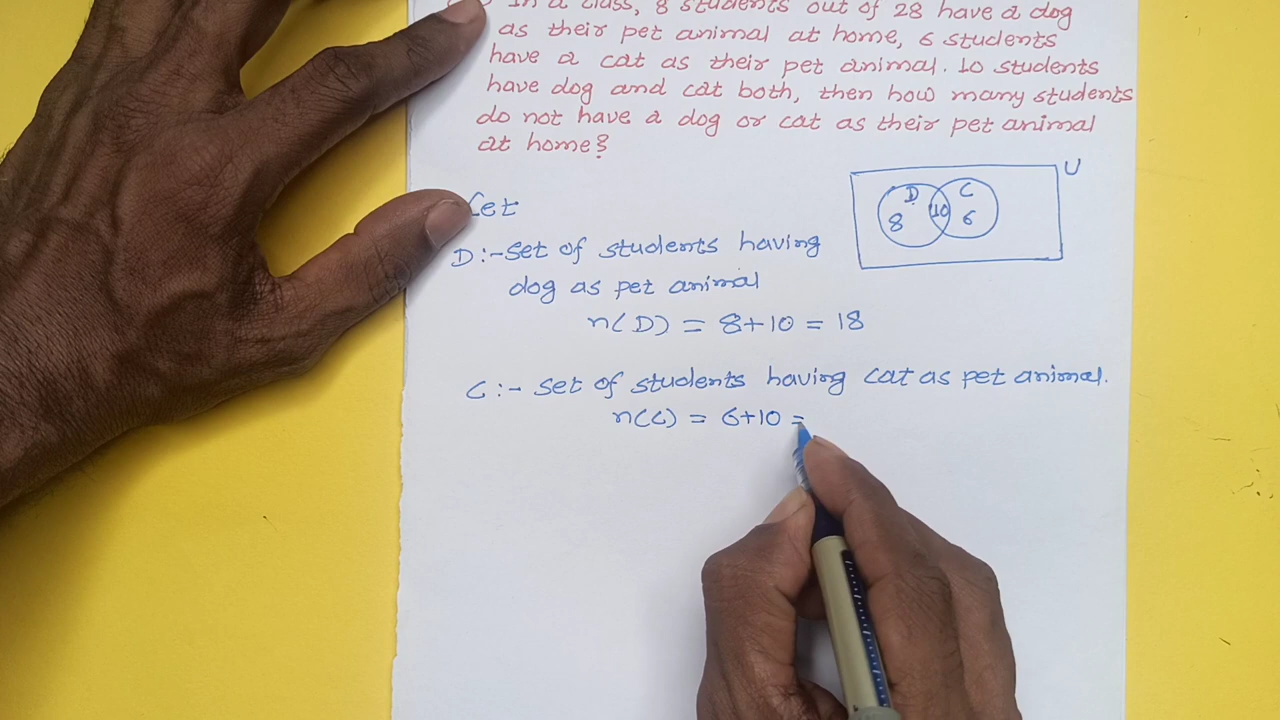 In a class, 8 students out of 28 have a dog
as their pet animal at home, 6 students
have a cat as their pet animal. 10 students
have dog and cat both, then how many students
do not have a dog or cat as their pet animal
at home?
U
D C
8 10 6
Let
D:- set of students having
dog as pet animal
n(D) = 8+10 = 18
C:- set of students having cat as pet animal.
n(C) = 6+10 =